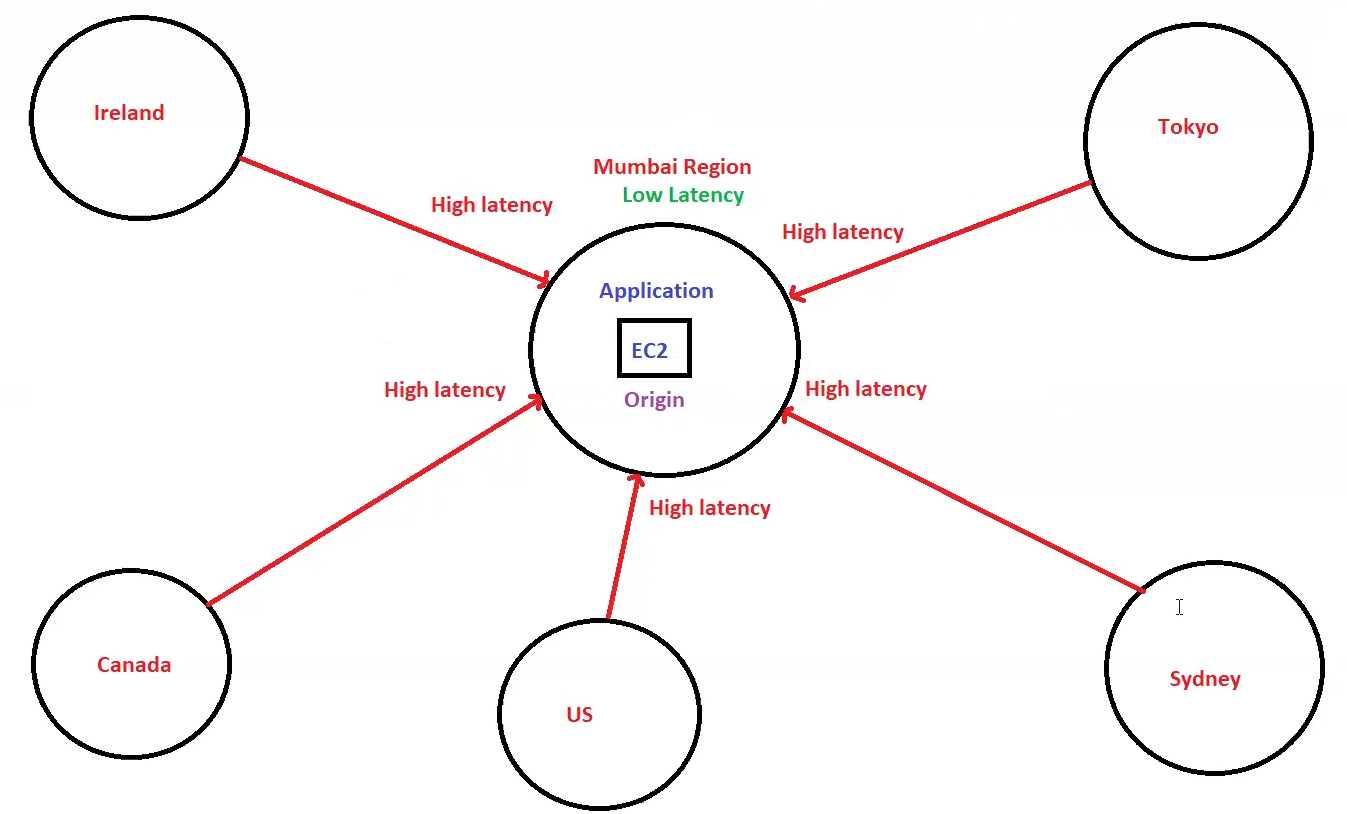 Ireland
Tokyo
Mumbai Region
Low Latency
High latency
High latency
Application
EC2
Origin
High latency
High latency
High latency
Canada
US
Sydney